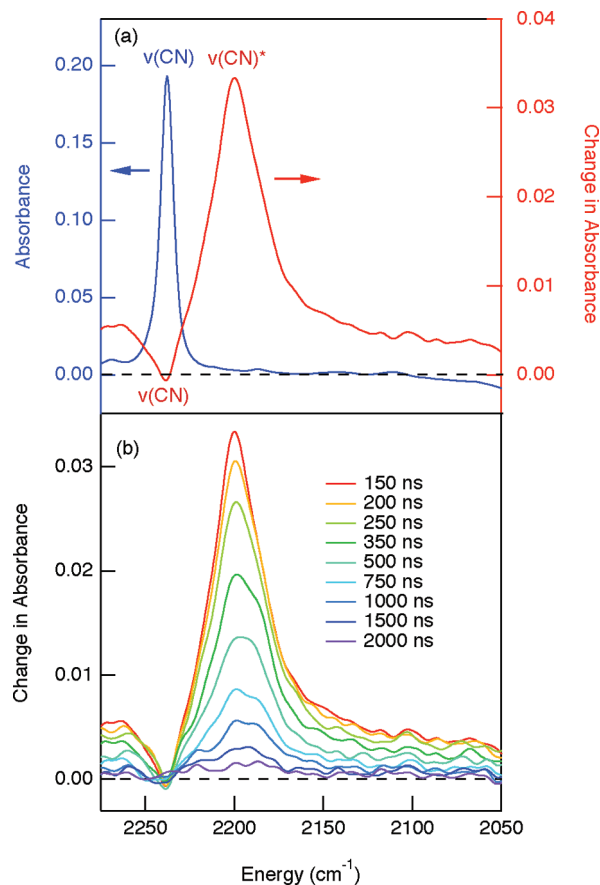 (a)
ν(CN)
ν(CN)*
0.20
0.15
0.10
0.05
0.00
Absorbance
0.04
0.03
0.02
0.01
0.00
Change in Absorbance
ν(CN)
(b)
0.03
0.02
0.01
0.00
Change in Absorbance
150 ns
200 ns
250 ns
350 ns
500 ns
750 ns
1000 ns
1500 ns
2000 ns
2250
2200
2150
2100
2050
Energy (cm⁻¹)